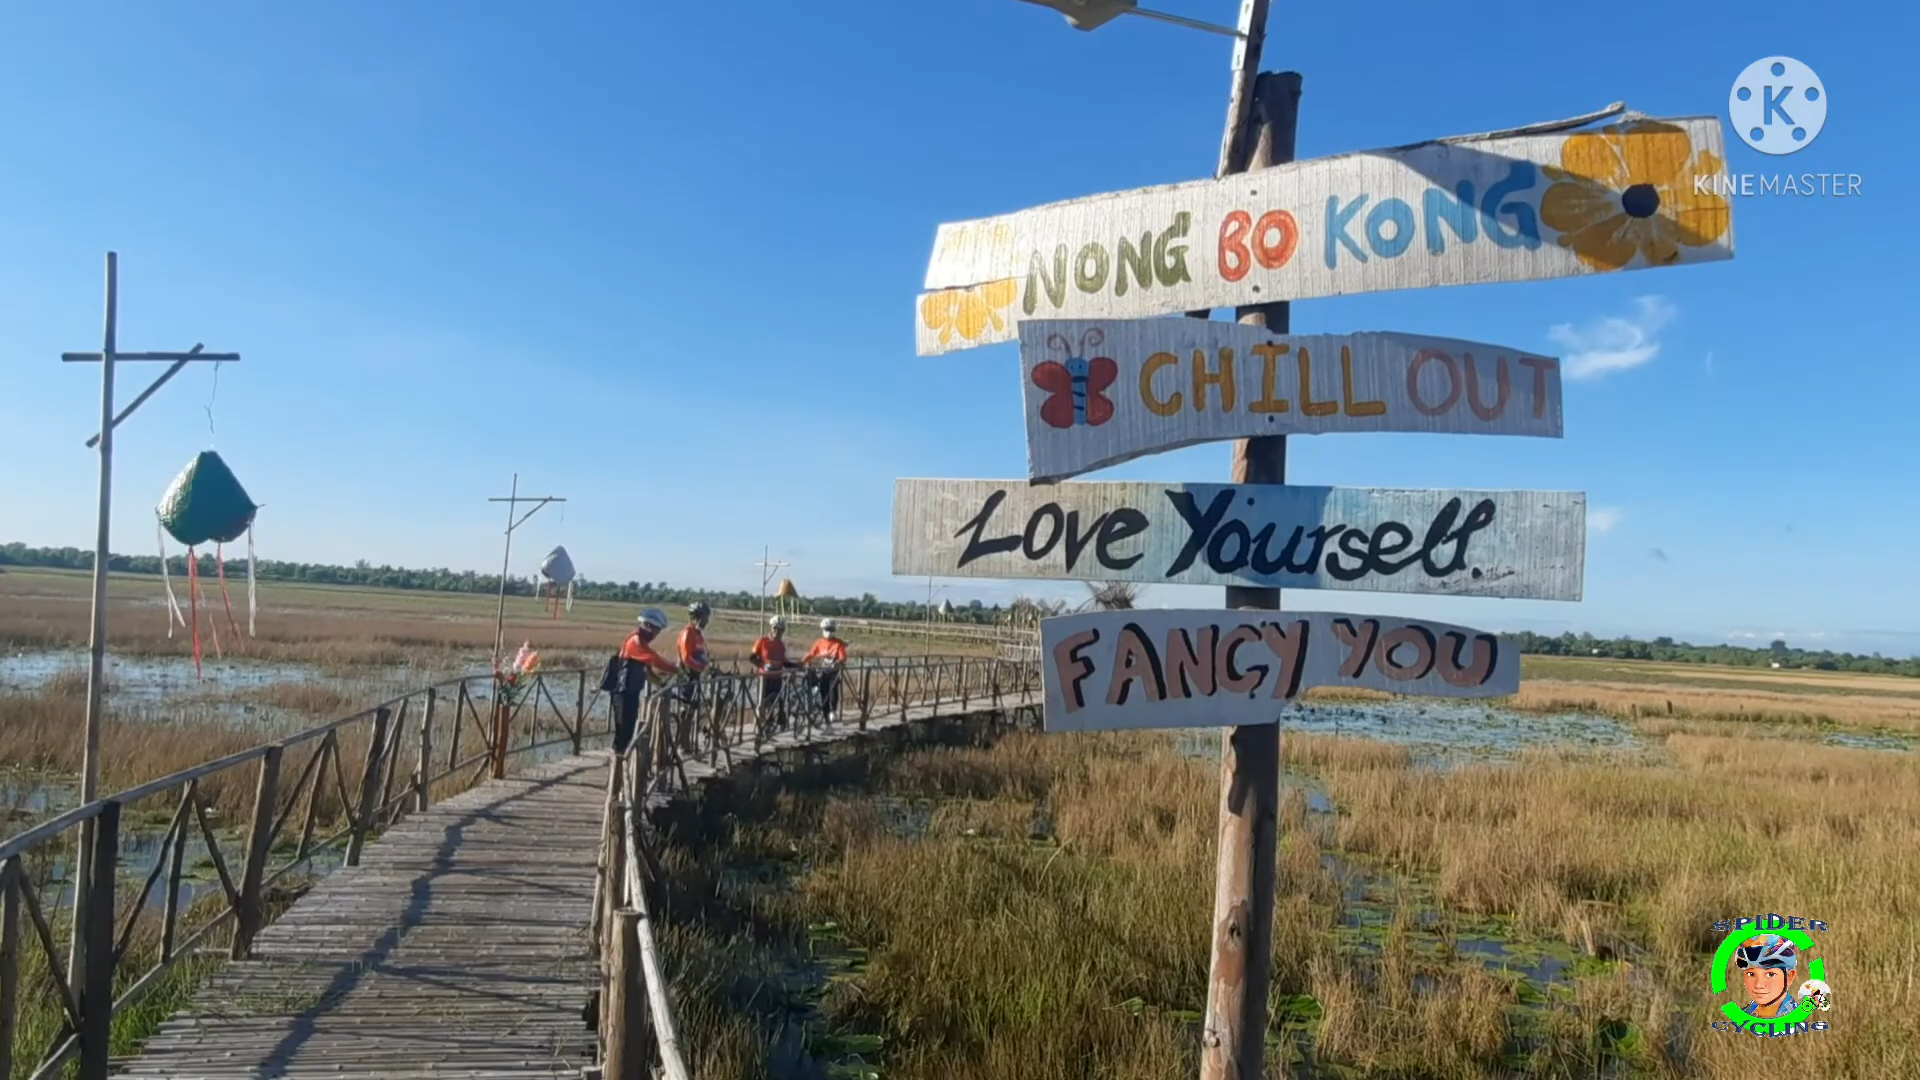 NONG BO KONG
CHILL OUT
Love Yourself.
FANCY YOU
K
KINEMASTER
SPIDER
CYCLING